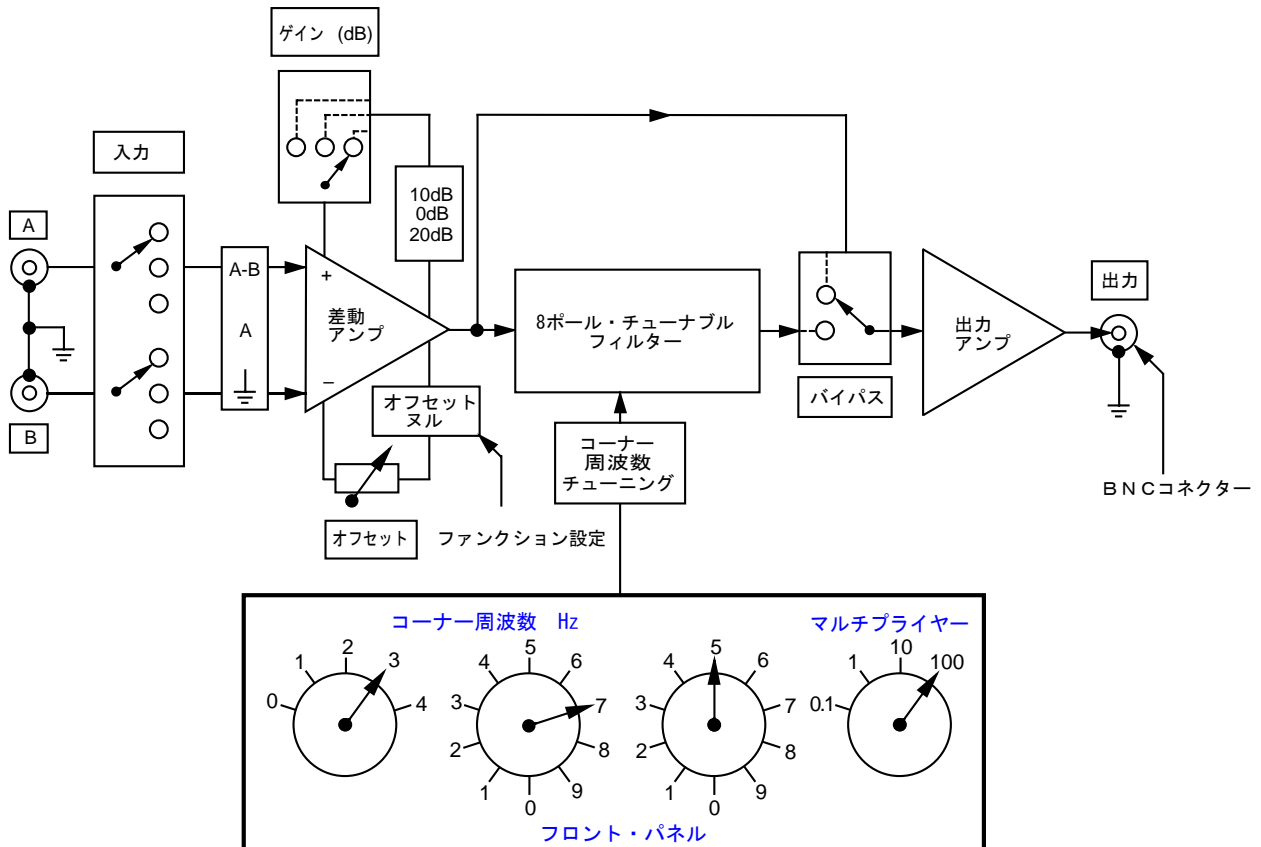 ゲイン (dB)
入力
A
B
A-B
A
+
差動
アンプ
−
10dB
0dB
20dB
オフセット
ヌル
オフセット
ファンクション設定
8ポール・チューナブル
フィルター
コーナー
周波数
チューニング
バイパス
出力
アンプ
出力
BNCコネクター
コーナー周波数 Hz
マルチプライヤー
0 1 2 3 4
0 1 2 3 4 5 6 7 8 9
0 1 2 3 4 5 6 7 8 9
0.1 1 10 100
フロント・パネル